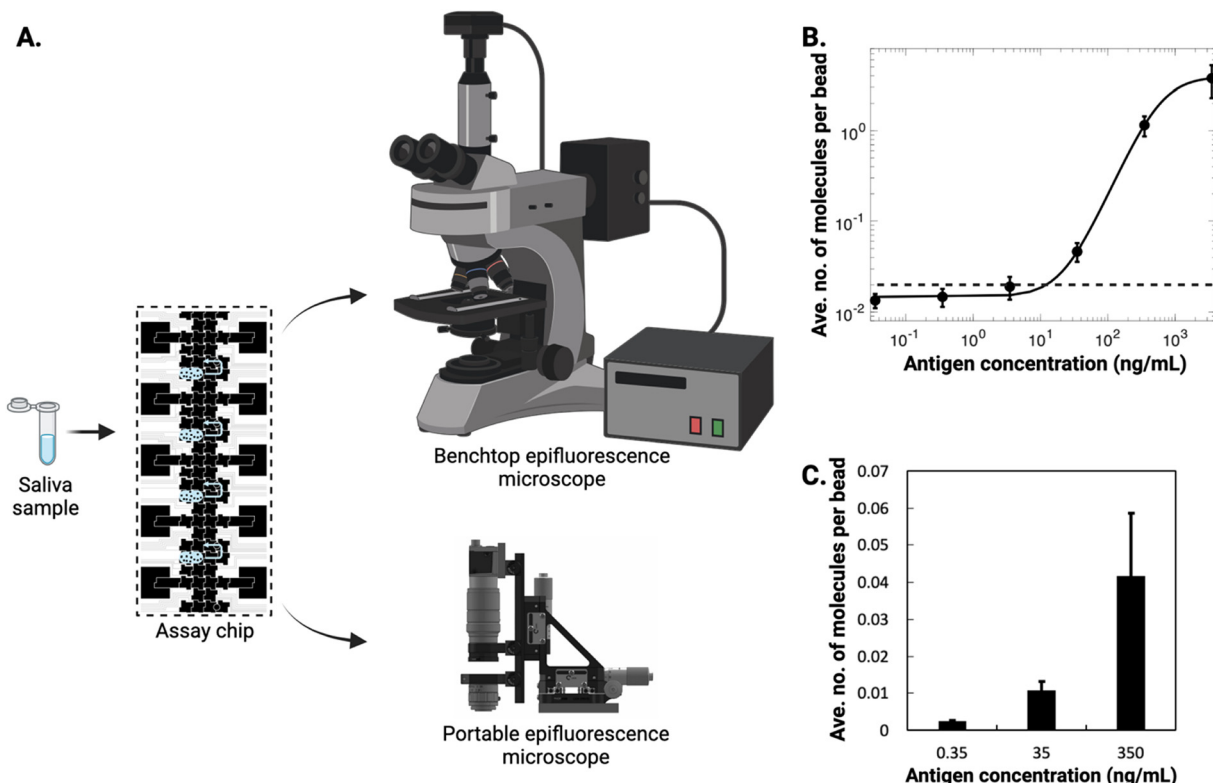 A.
Saliva
sample
Assay chip
Benchtop epifluorescence
microscope
Portable epifluorescence
microscope
B.
Ave. no. of molecules per bead
10⁰
10⁻¹
10⁻²
10⁻¹ 10⁰ 10¹ 10² 10³
Antigen concentration (ng/mL)
C.
Ave. no. of molecules per bead
0.07
0.06
0.05
0.04
0.03
0.02
0.01
0
0.35 35 350
Antigen concentration (ng/mL)